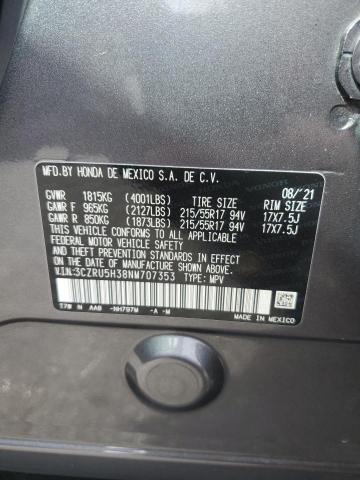 MFD.BY HONDA DE MEXICO S.A. DE C.V.
08/'21
GVWR 1815KG (4001LBS) TIRE SIZE RIM SIZE
GAWR F 965KG (2127LBS) 215/55R17 94V 17X7.5J
GAWR R 850KG (1873LBS) 215/55R17 94V 17X7.5J
THIS VEHICLE CONFORMS TO ALL APPLICABLE
FEDERAL MOTOR VEHICLE SAFETY AND
THEFT PREVENTION STANDARDS IN EFFECT ON THE
DATE OF MANUFACTURE SHOWN ABOVE.
V.I.N:3CZRU5H38NM707353 TYPE: MPV
AAB -NH797M -A -M
MADE IN MEXICO